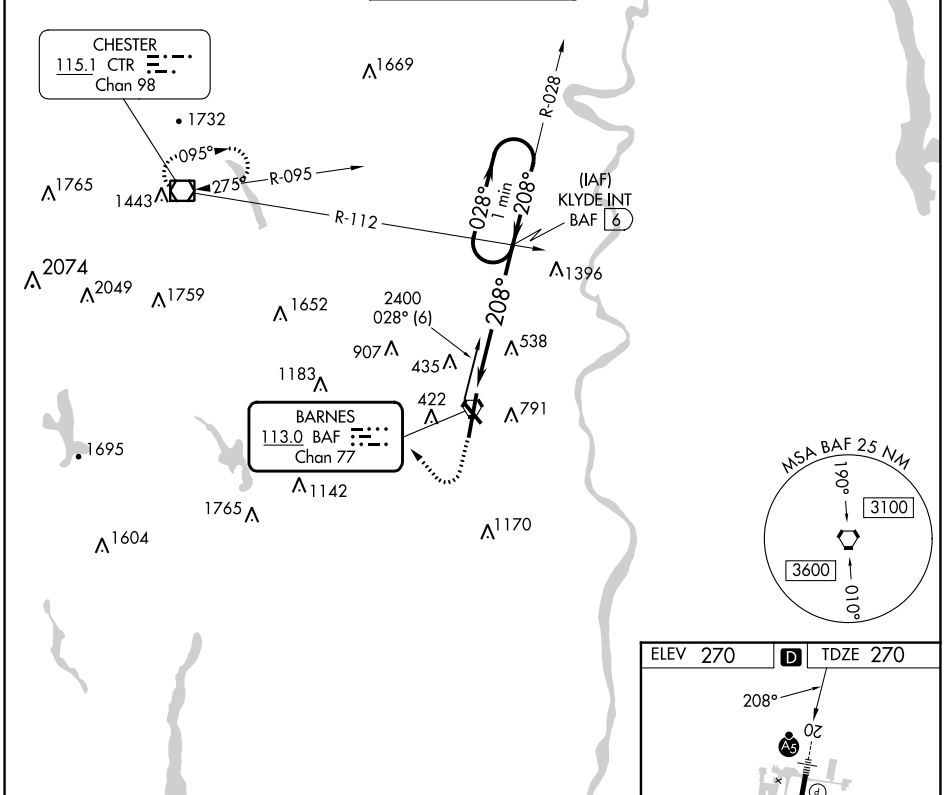 CHESTER
115.1 CTR
Chan 98
1669
1732
095°
275°
R-095
1765
1443
R-112
R-028
028°
1 min
208°
(IAF)
KLYDE INT
BAF 6
1396
2074
2049
1759
1652
2400
028° (6)
208°
907
435
538
1183
422
791
BARNES
113.0 BAF
Chan 77
1695
1142
1765
1604
1170
MSA BAF 25 NM
190°
3100
3600
010°
ELEV 270 D TDZE 270
208°
20
A5
x
P